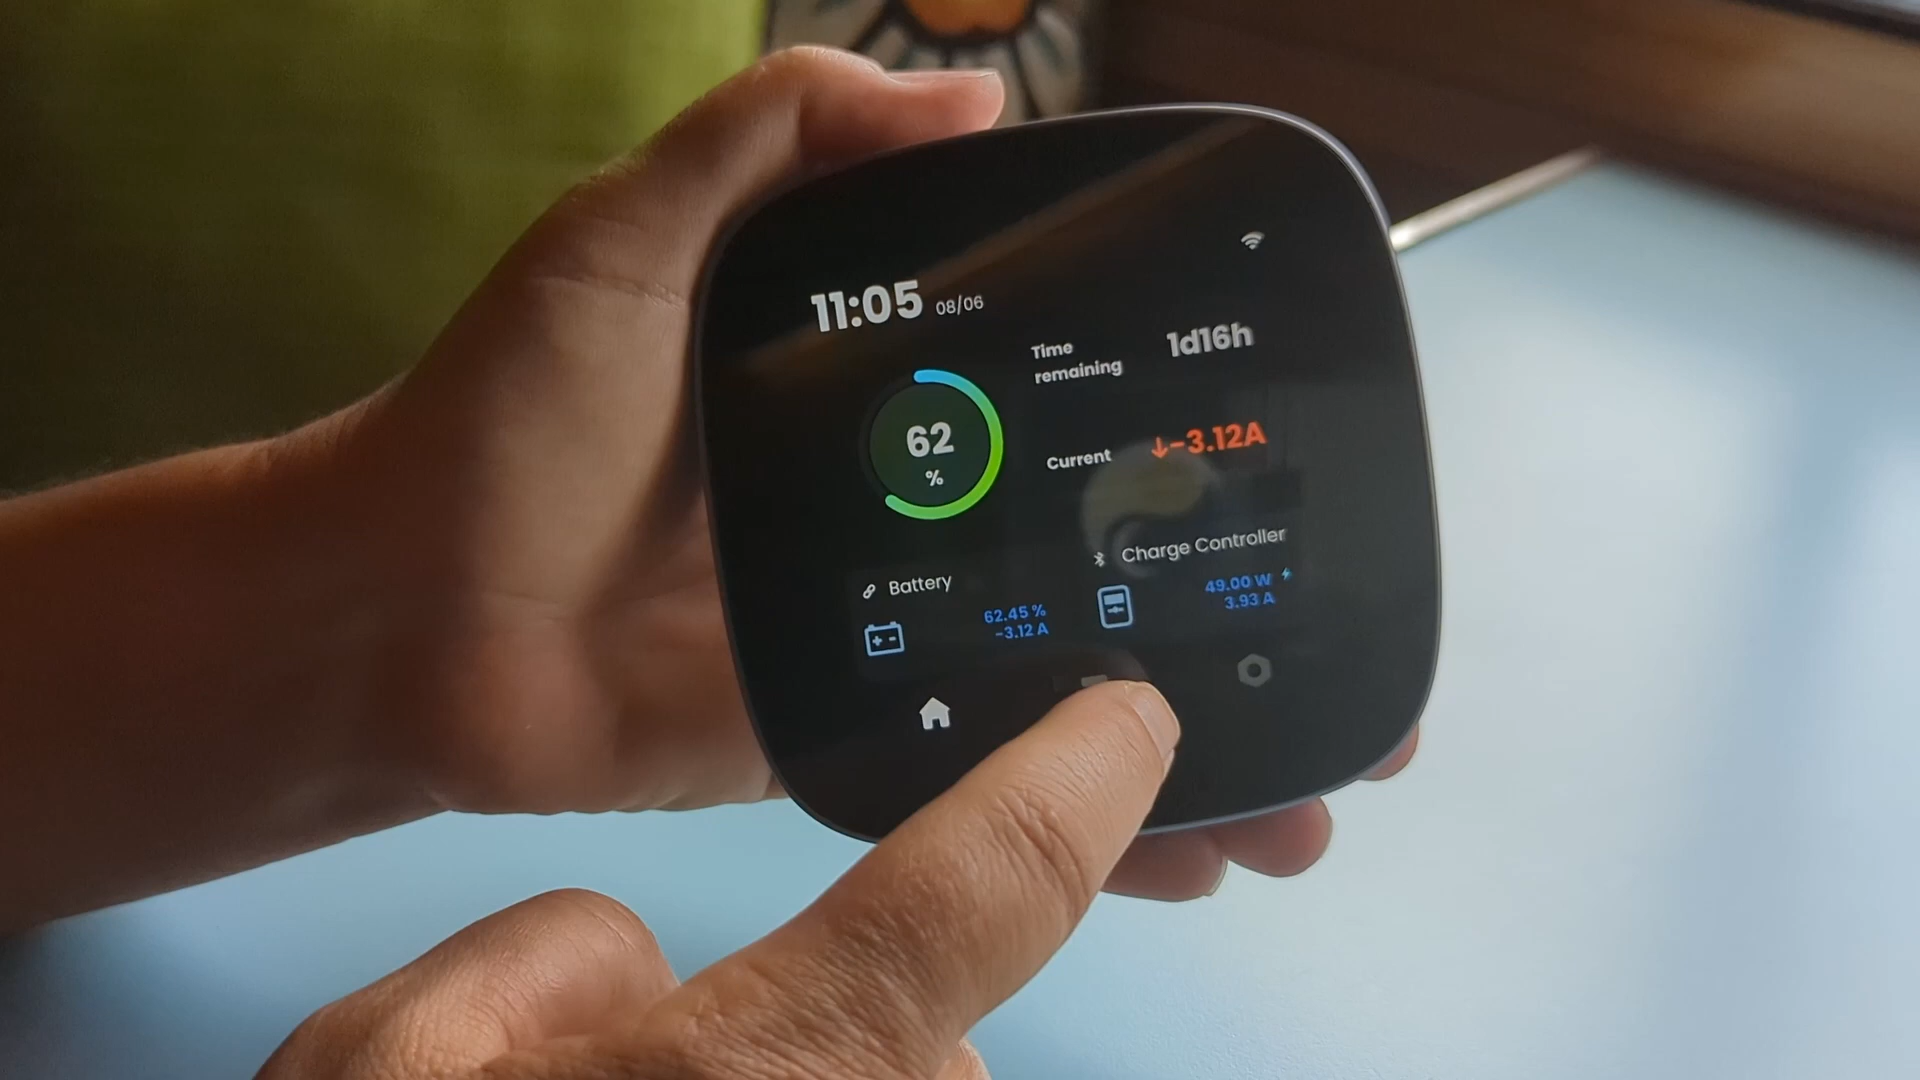 11:05 08/06
Time
remaining
1d16h
62
%
Current
↓-3.12A
Battery
62.45 %
-3.12 A
Charge Controller
49.00 W
3.93 A